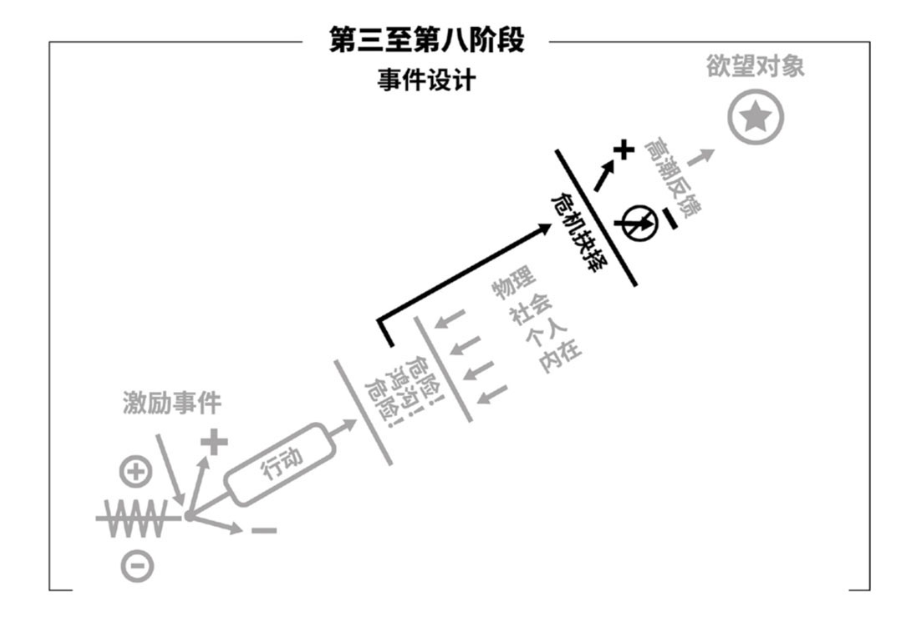 第三至第八阶段
事件设计
欲望对象
高潮反馈
+
危机抉择
−
物理
社会
个人
内在
危险!
鸿沟!
危险!
激励事件
+
行动
−
+
−